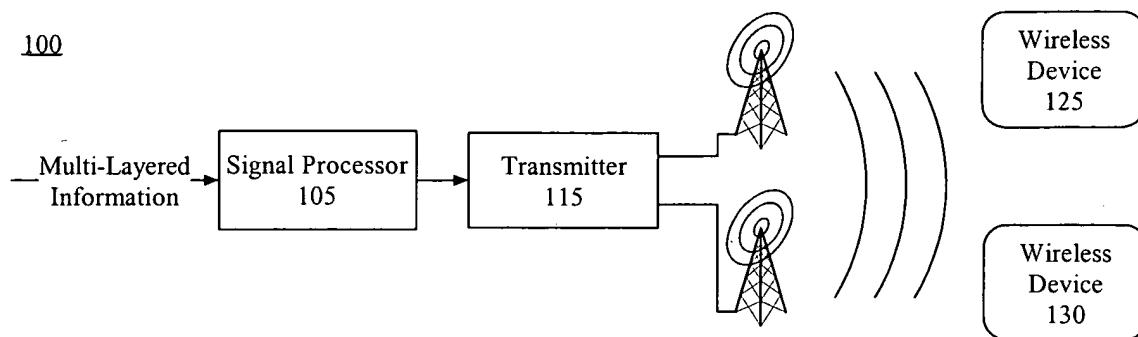 100
Multi-Layered
Information
Signal Processor
105
Transmitter
115
Wireless
Device
125
Wireless
Device
130